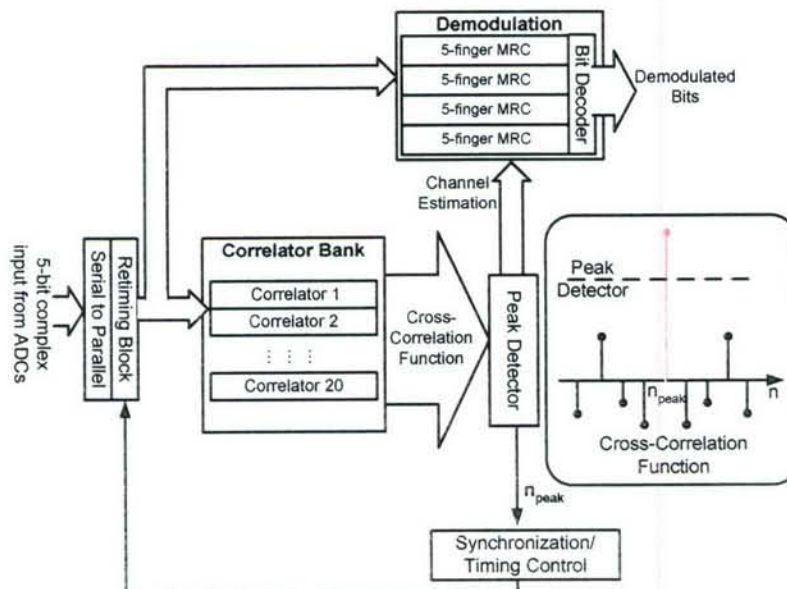 Demodulation
5-finger MRC
5-finger MRC
5-finger MRC
5-finger MRC
Bit Decoder
Demodulated
Bits
Channel
Estimation
5-bit complex
input from ADCs
Serial to Parallel
Retiming Block
Correlator Bank
Correlator 1
Correlator 2
⋮ ⋮ ⋮
Correlator 20
Cross-
Correlation
Function
Peak Detector
Peak
Detector
n_peak
n
Cross-Correlation
Function
n_peak
Synchronization/
Timing Control